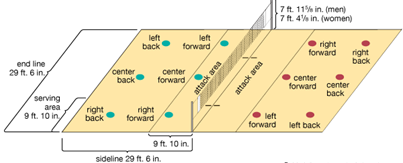 7 ft. 11⅝ in. (men)
7 ft. 4⅛ in. (women)
end line
29 ft. 6 in.
serving
area
9 ft. 10 in.
left
back
left
forward
center
back
center
forward
right
back
right
forward
attack area
attack area
right
forward
right
back
center
forward
center
back
left
forward
left back
9 ft. 10 in.
sideline 29 ft. 6 in.